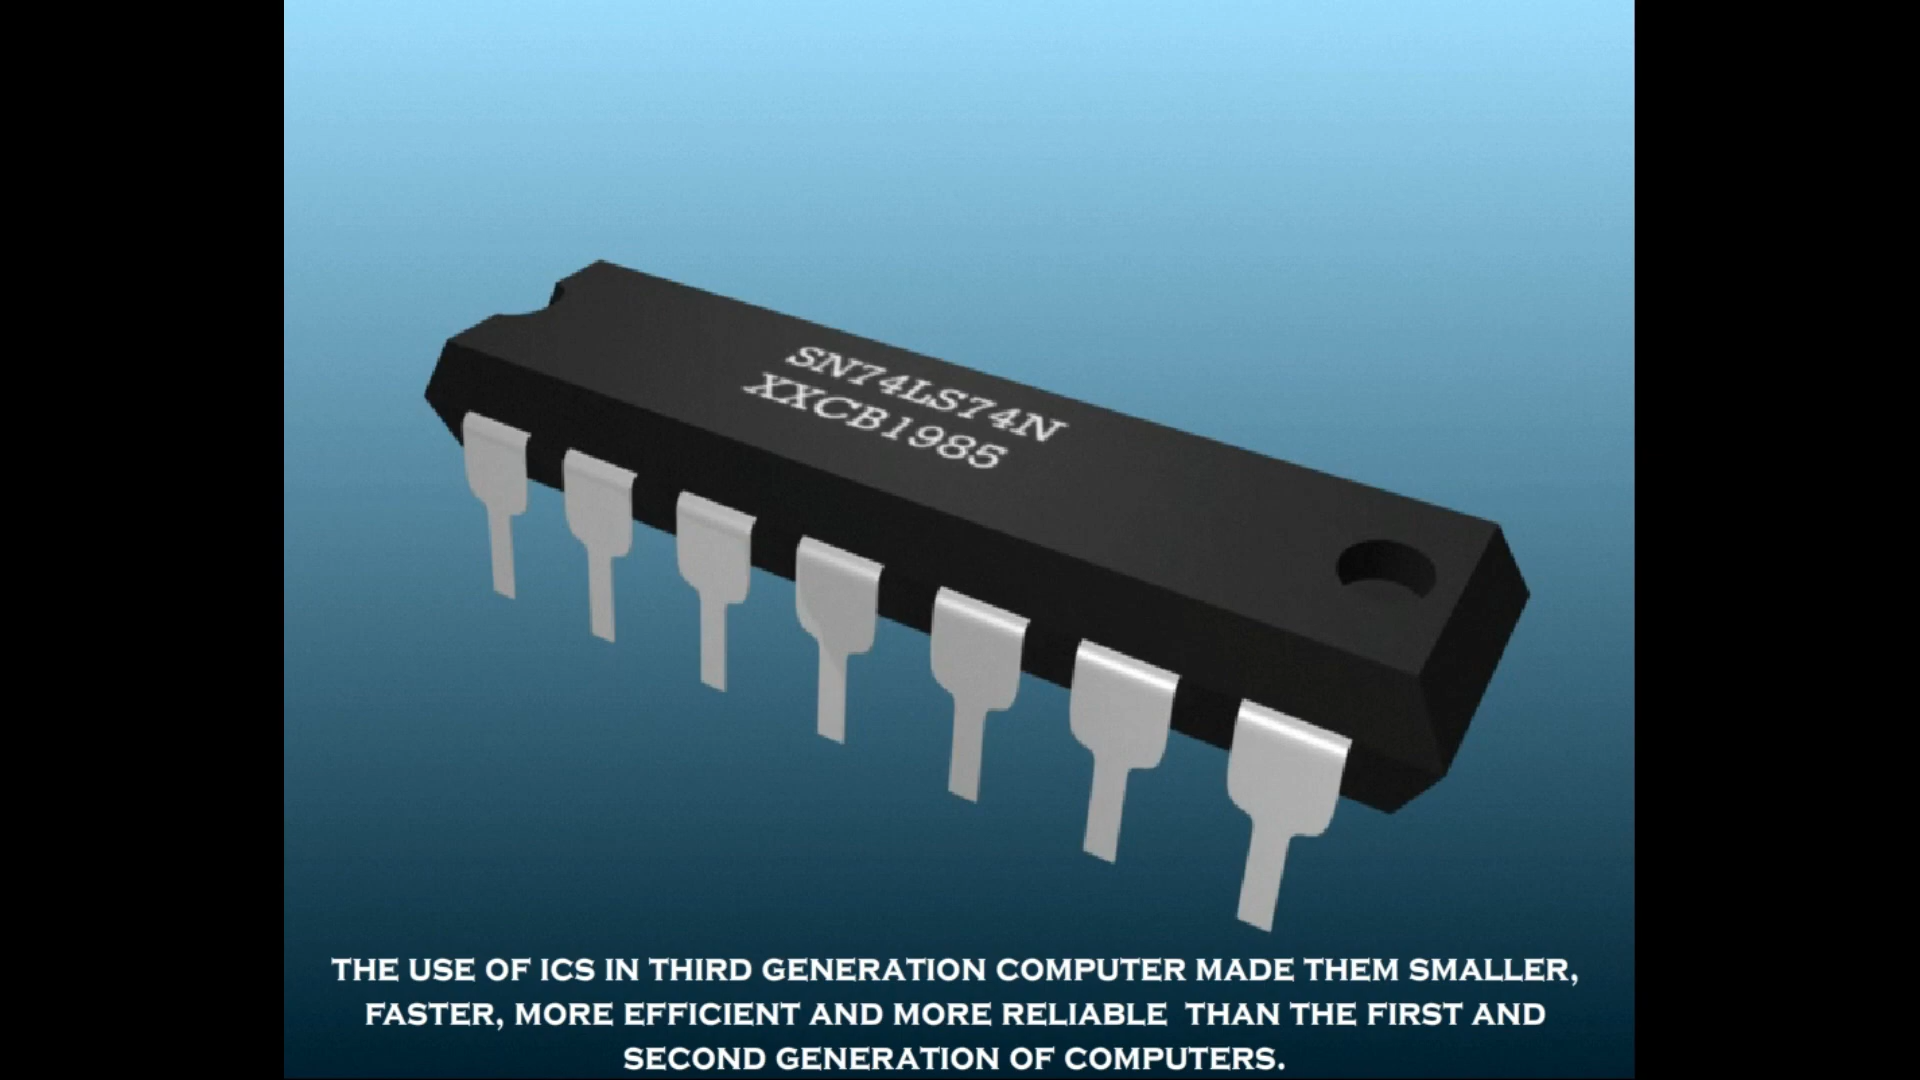 SN74LS74N
XXCB1985
THE USE OF ICS IN THIRD GENERATION COMPUTER MADE THEM SMALLER,
FASTER, MORE EFFICIENT AND MORE RELIABLE THAN THE FIRST AND
SECOND GENERATION OF COMPUTERS.